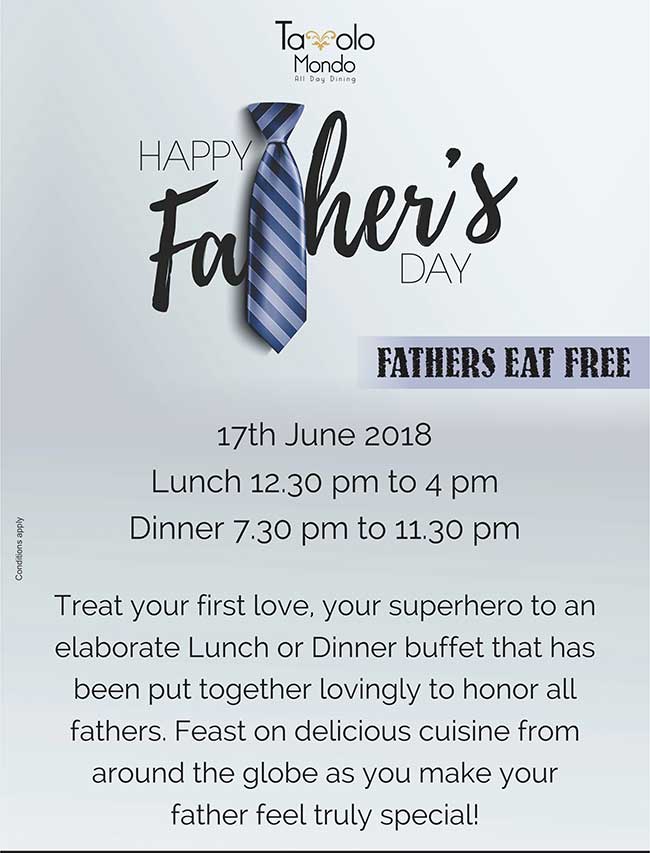 Tavolo
Mondo
All Day Dining
HAPPY
Father's
DAY
FATHERS EAT FREE
17th June 2018
Lunch 12.30 pm to 4 pm
Dinner 7.30 pm to 11.30 pm
Conditions apply
Treat your first love, your superhero to an
elaborate Lunch or Dinner buffet that has
been put together lovingly to honor all
fathers. Feast on delicious cuisine from
around the globe as you make your
father feel truly special!